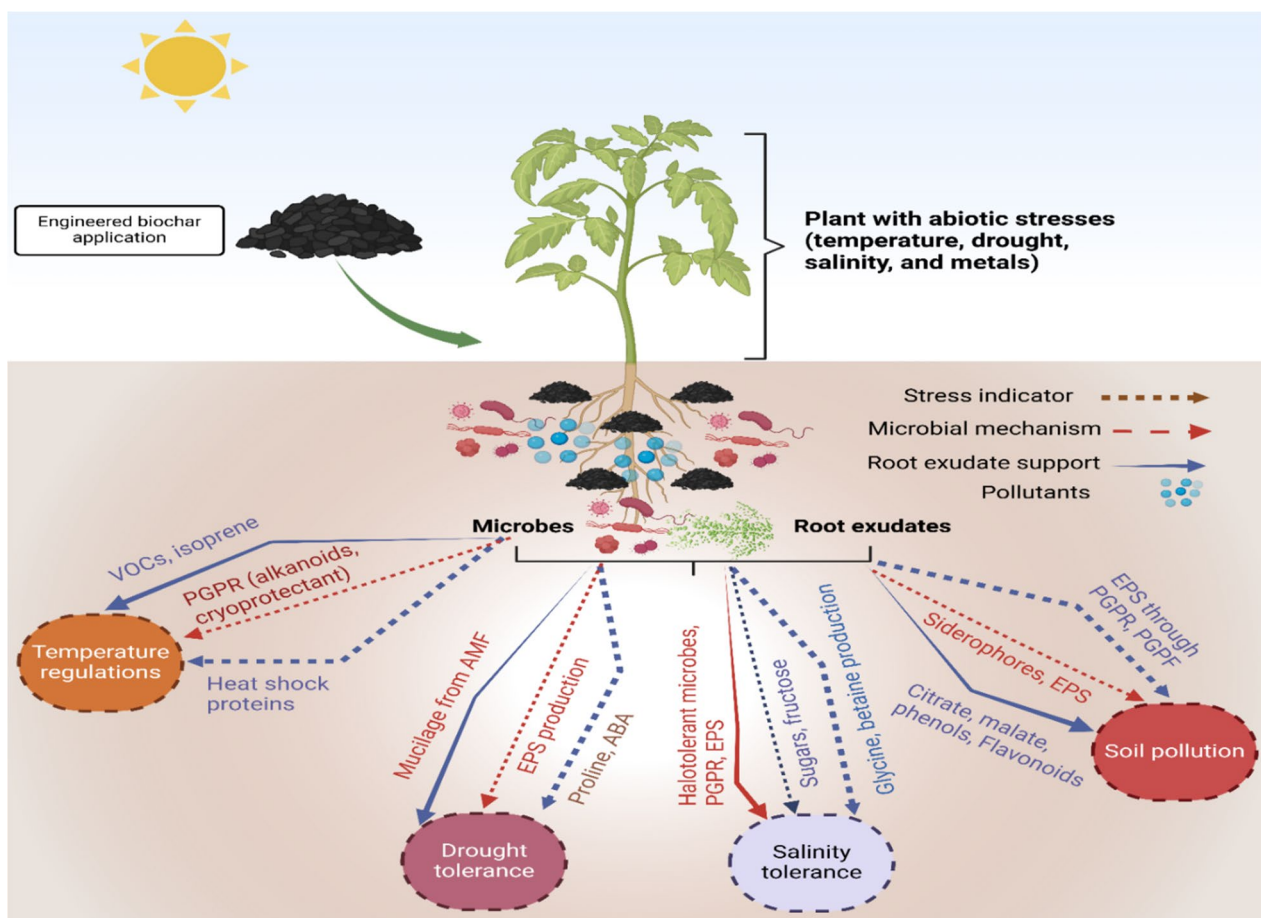 Engineered biochar
application
Plant with abiotic stresses
(temperature, drought,
salinity, and metals)
Stress indicator
Microbial mechanism
Root exudate support
Pollutants
Microbes
Root exudates
VOCs, isoprene
PGPR (alkanoids,
cryoprotectant)
Heat shock
proteins
Temperature
regulations
Mucilage from AMF
EPS production
Proline, ABA
Drought
tolerance
Halotolerant microbes,
PGPR, EPS
Sugars, fructose
Glycine, betaine production
Salinity
tolerance
EPS through
PGPR, PGPF
Siderophores, EPS
Citrate, malate,
phenols, Flavonoids
Soil pollution